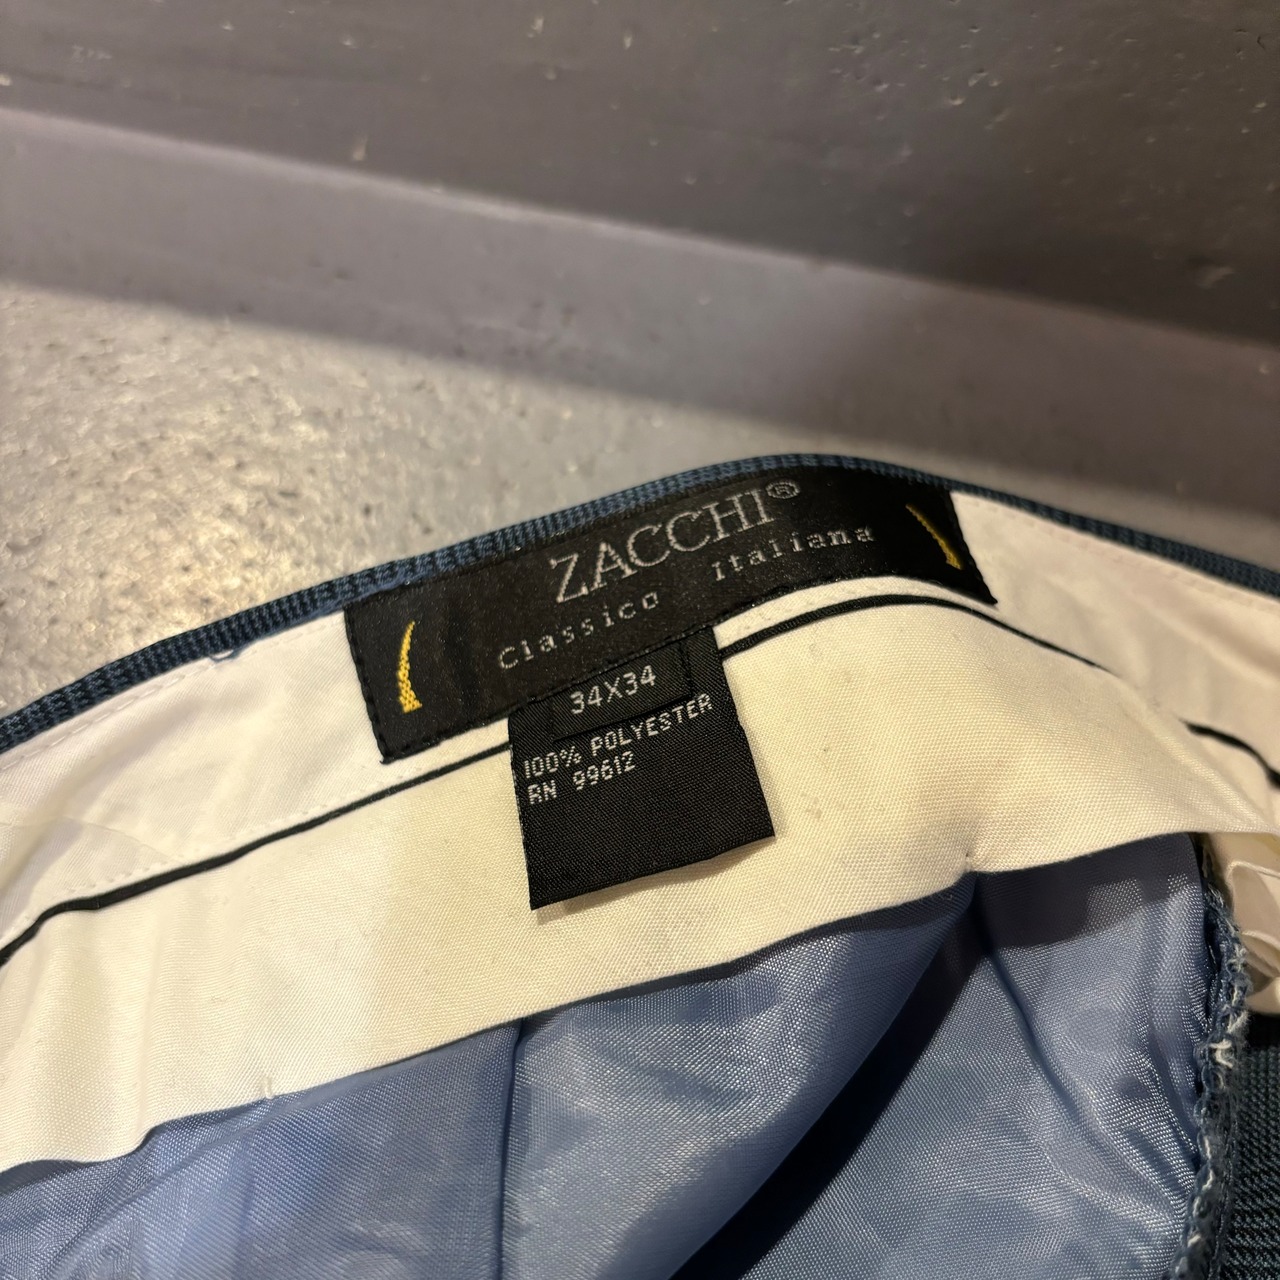 ZACCHI®
Classico Italiana
34X34
100% POLYESTER
RN 99612